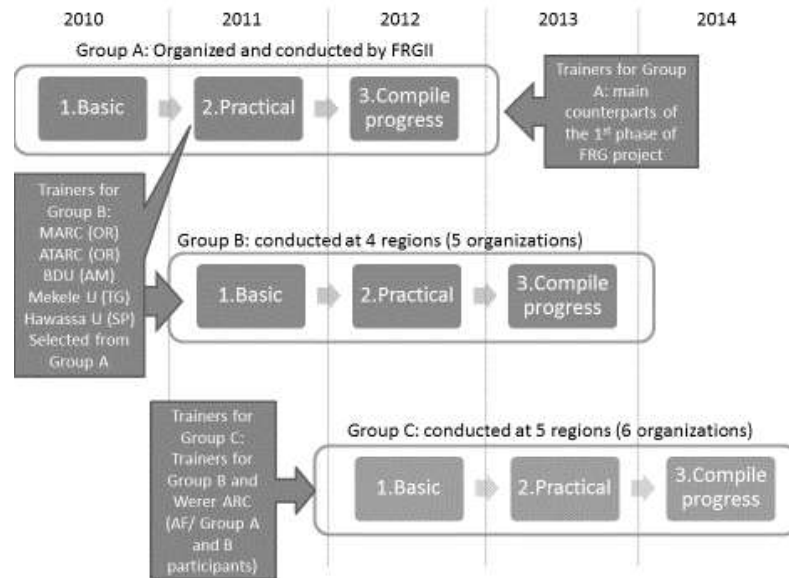 2010 2011 2012 2013 2014
Group A: Organized and conducted by FRGII
1.Basic
2.Practical
3.Compile
progress
Trainers for Group
A: main
counterparts of
the 1st phase of
FRG project
Trainers for
Group B:
MARC (OR)
ATARC (OR)
BDU (AM)
Mekele U (TG)
Hawassa U (SP)
Selected from
Group A
Group B: conducted at 4 regions (5 organizations)
1.Basic
2.Practical
3.Compile
progress
Trainers for
Group C:
Trainers for
Group B and
Werer ARC
(AF/ Group A
and B
participants)
Group C: conducted at 5 regions (6 organizations)
1.Basic
2.Practical
3.Compile
progress